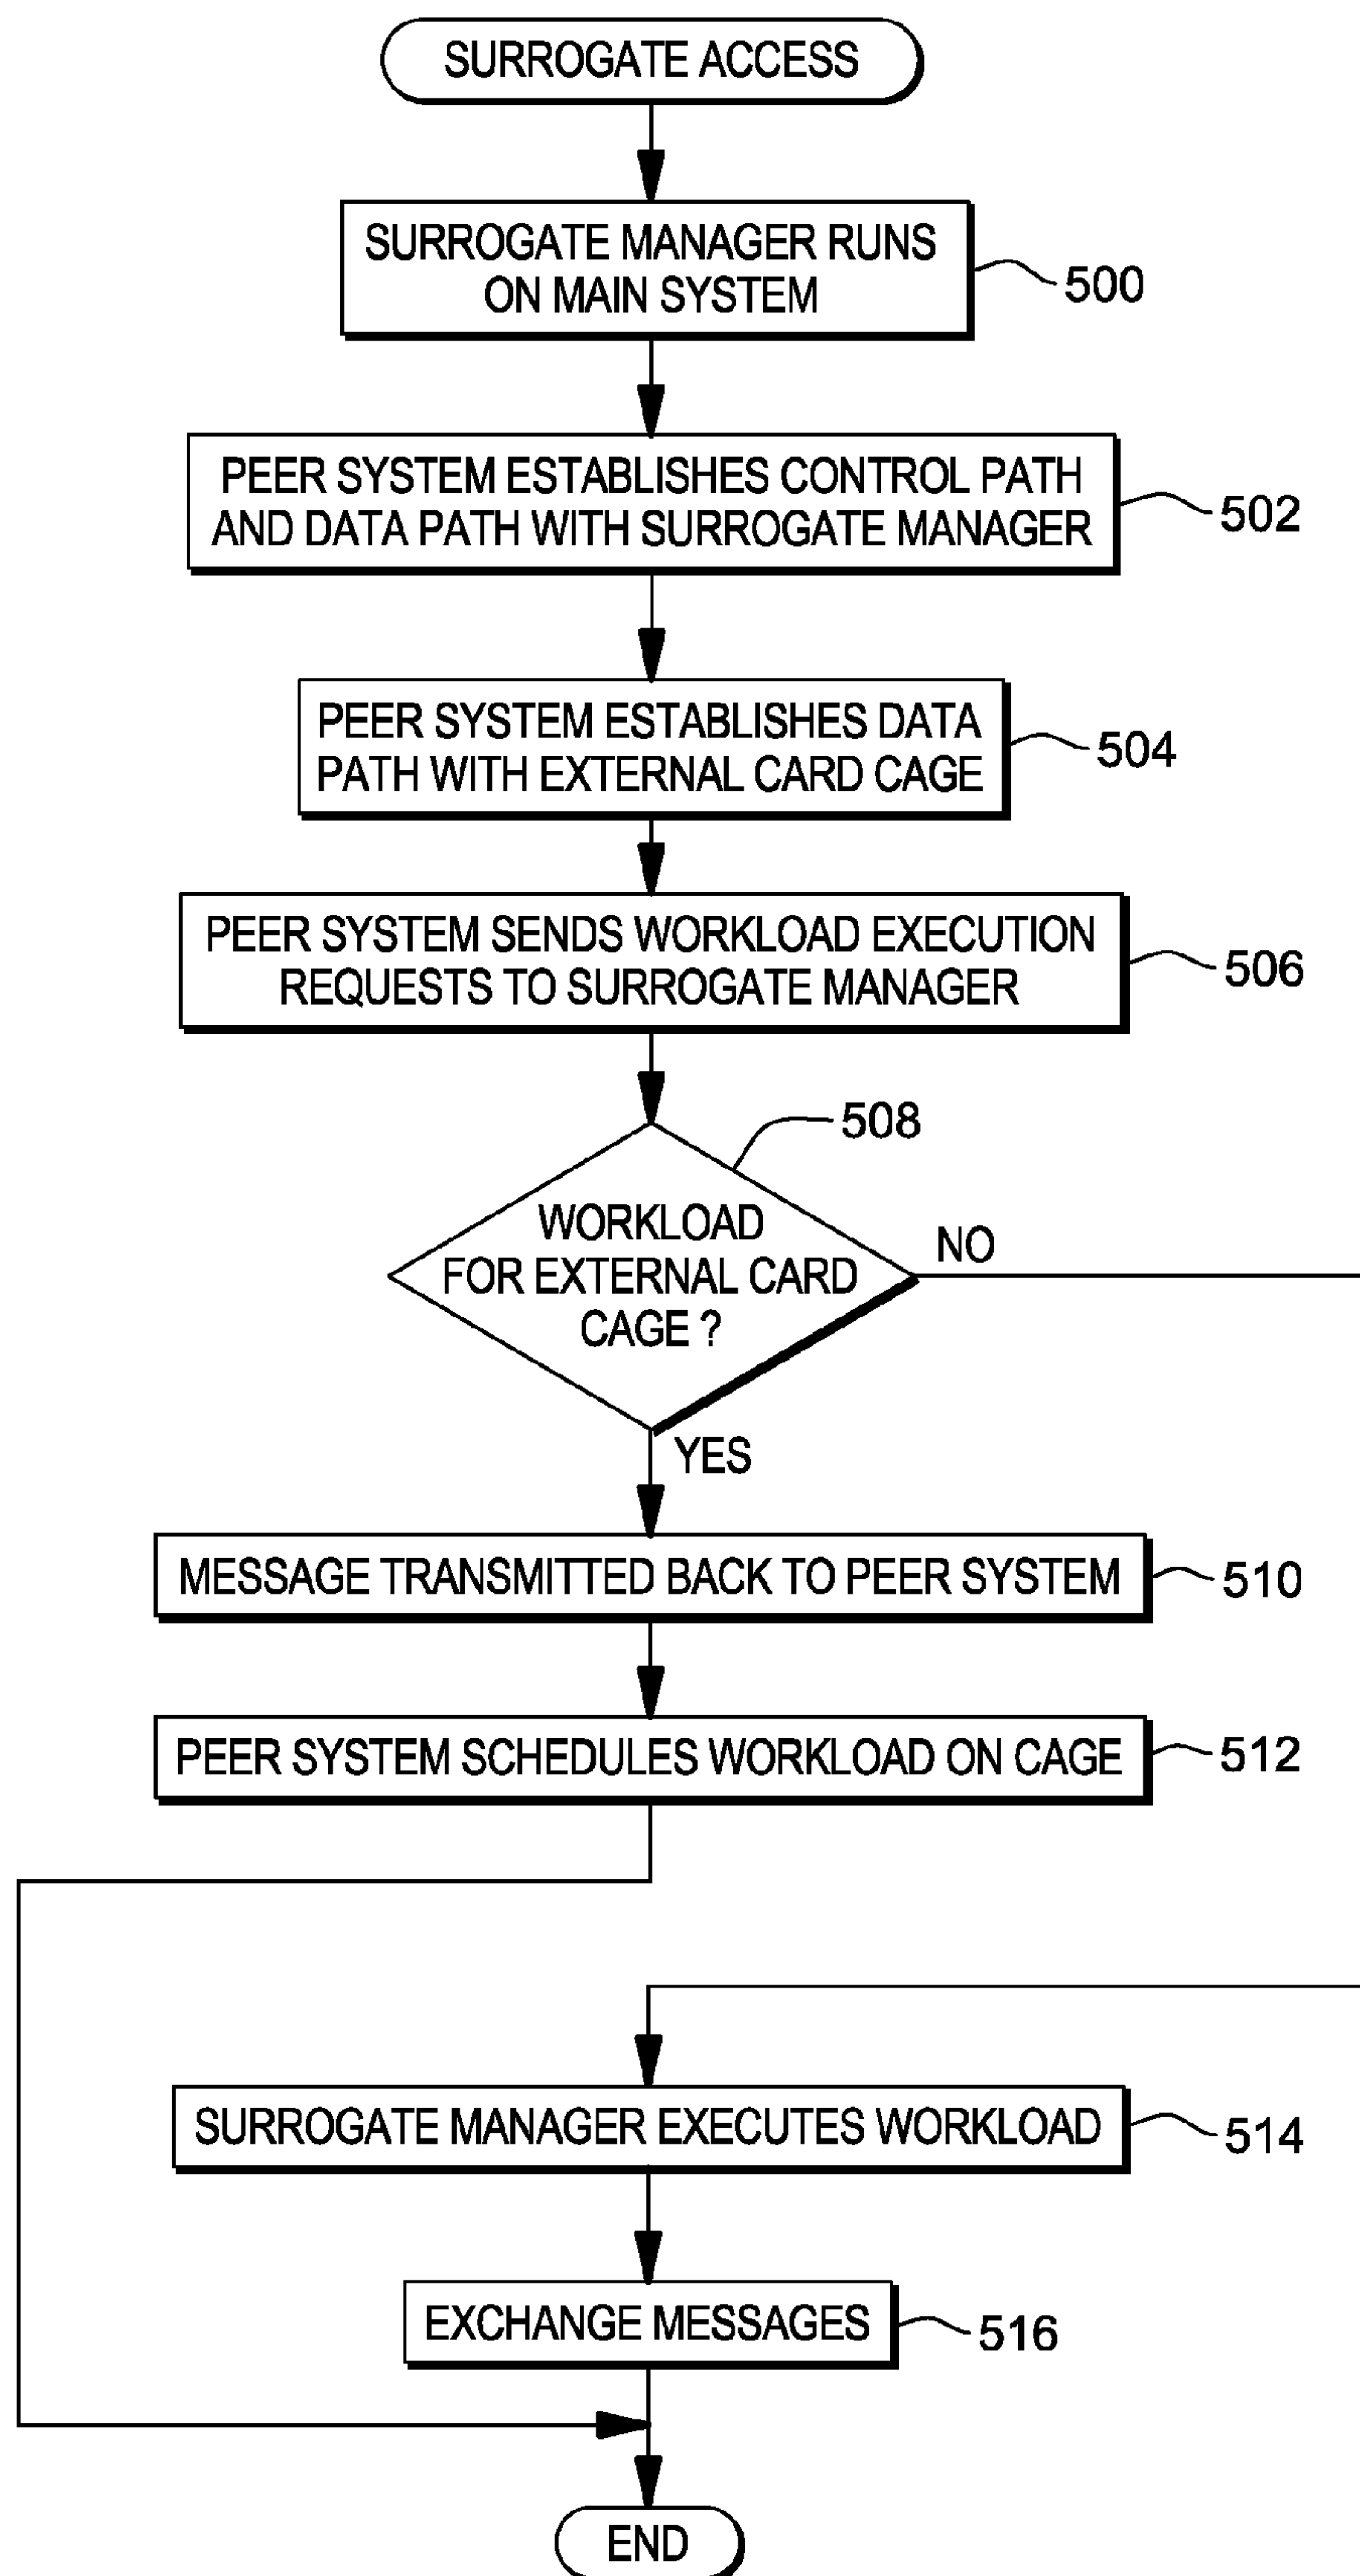 SURROGATE ACCESS
SURROGATE MANAGER RUNS
ON MAIN SYSTEM
500
PEER SYSTEM ESTABLISHES CONTROL PATH
AND DATA PATH WITH SURROGATE MANAGER
502
PEER SYSTEM ESTABLISHES DATA
PATH WITH EXTERNAL CARD CAGE
504
PEER SYSTEM SENDS WORKLOAD EXECUTION
REQUESTS TO SURROGATE MANAGER
506
508
WORKLOAD
FOR EXTERNAL CARD
CAGE ?
NO
YES
MESSAGE TRANSMITTED BACK TO PEER SYSTEM
510
PEER SYSTEM SCHEDULES WORKLOAD ON CAGE
512
SURROGATE MANAGER EXECUTES WORKLOAD
514
EXCHANGE MESSAGES
516
END